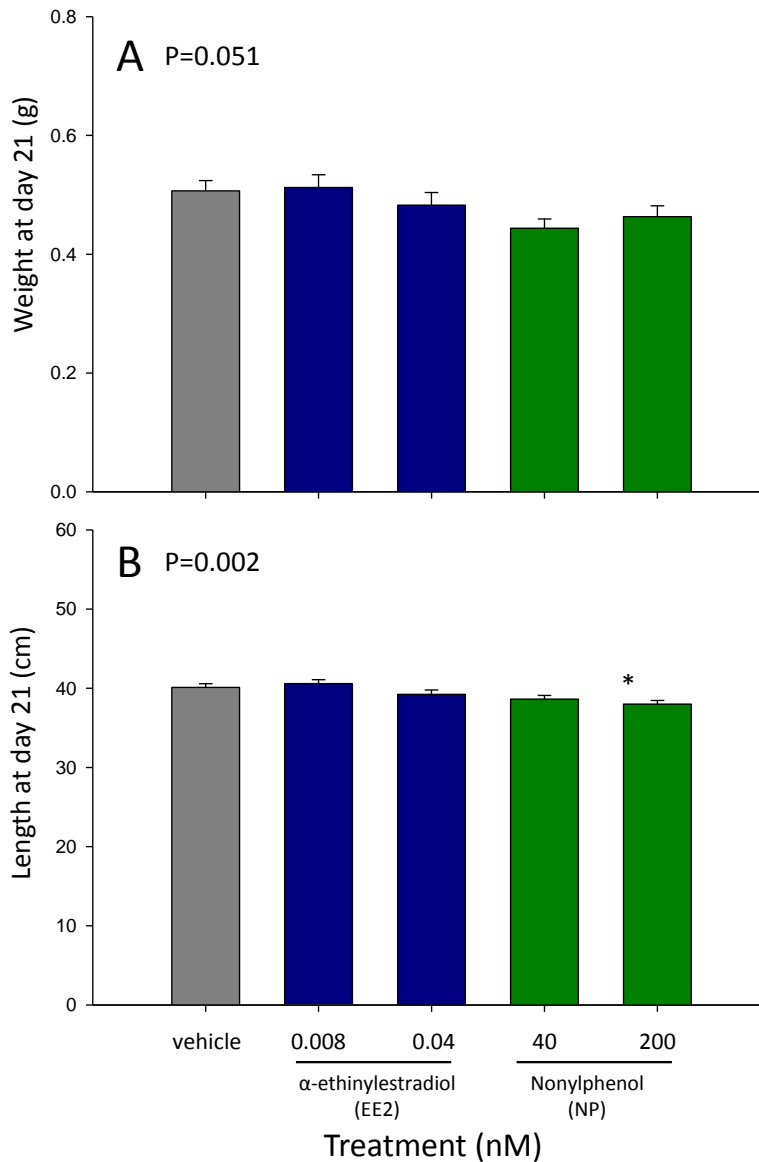 A P=0.051
Weight at day 21 (g)
0.8
0.6
0.4
0.2
0.0
B P=0.002
Length at day 21 (cm)
60
50
40
30
20
10
0
*
vehicle 0.008 0.04 40 200
α-ethinylestradiol Nonylphenol
(EE2) (NP)
Treatment (nM)